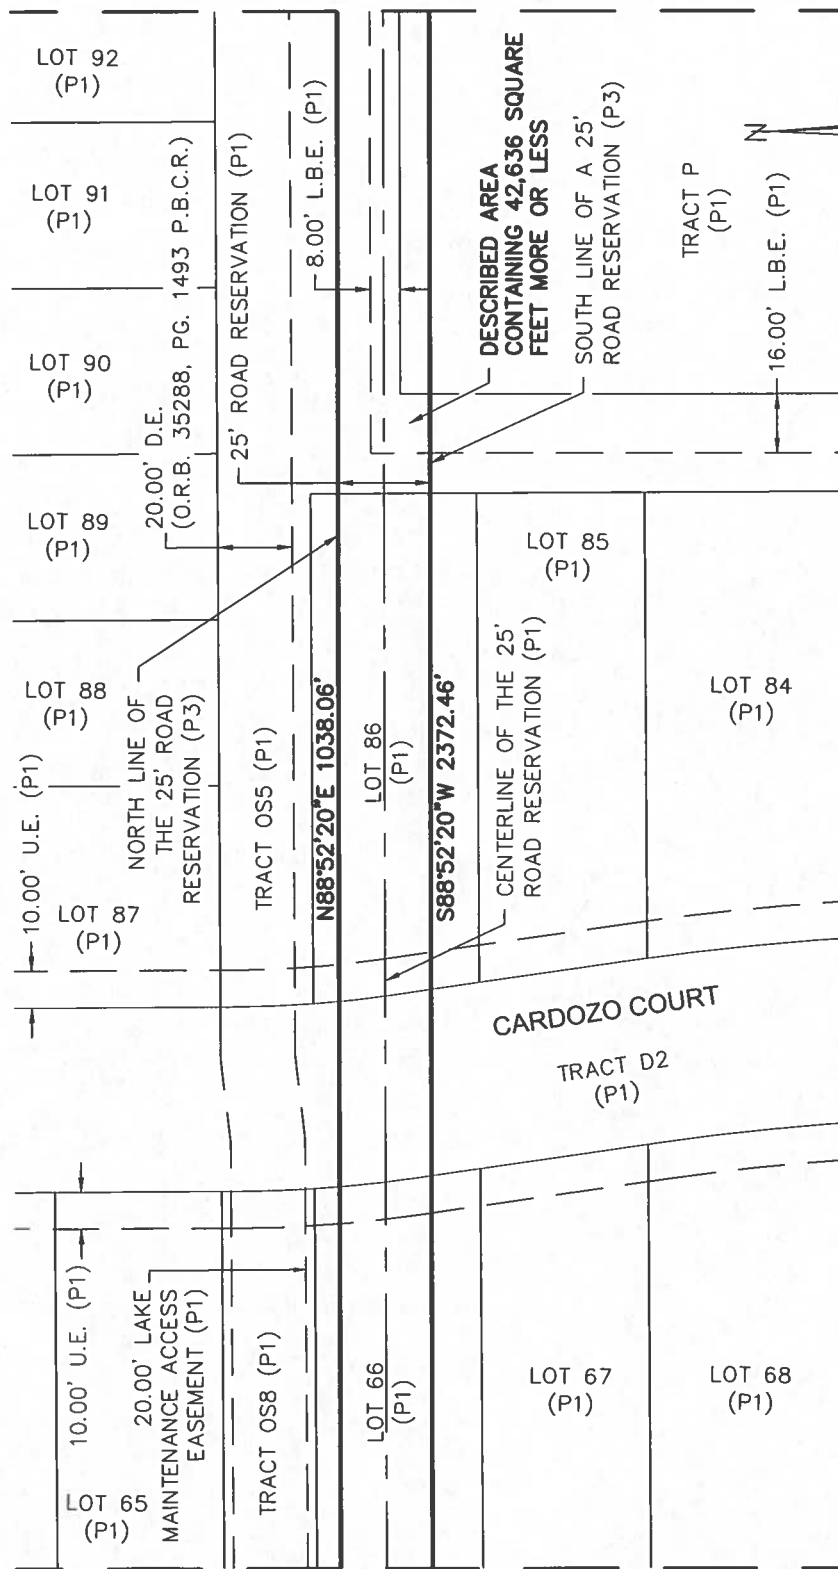 LOT 92
(P1)
LOT 91
(P1)
LOT 90
(P1)
LOT 89
(P1)
LOT 88
(P1)
LOT 87
(P1)
10.00' U.E. (P1)
20.00' D.E.
(O.R.B. 35288, PG. 1493 P.B.C.R.)
25' ROAD RESERVATION (P1)
8.00' L.B.E. (P1)
NORTH LINE OF
THE 25' ROAD
RESERVATION (P3)
TRACT OS5 (P1)
N88°52'20"E 1038.06'
LOT 86
(P1)
S88°52'20"W 2372.46'
DESCRIBED AREA
CONTAINING 42,636 SQUARE
FEET MORE OR LESS
SOUTH LINE OF A 25'
ROAD RESERVATION (P3)
TRACT P
(P1)
N
16.00' L.B.E. (P1)
LOT 85
(P1)
LOT 84
(P1)
CENTERLINE OF THE 25'
ROAD RESERVATION (P1)
CARDOZO COURT
TRACT D2
(P1)
10.00' U.E. (P1)
LOT 65
(P1)
20.00' LAKE
MAINTENANCE ACCESS
EASEMENT (P1)
TRACT OS8 (P1)
LOT 66
(P1)
LOT 67
(P1)
LOT 68
(P1)